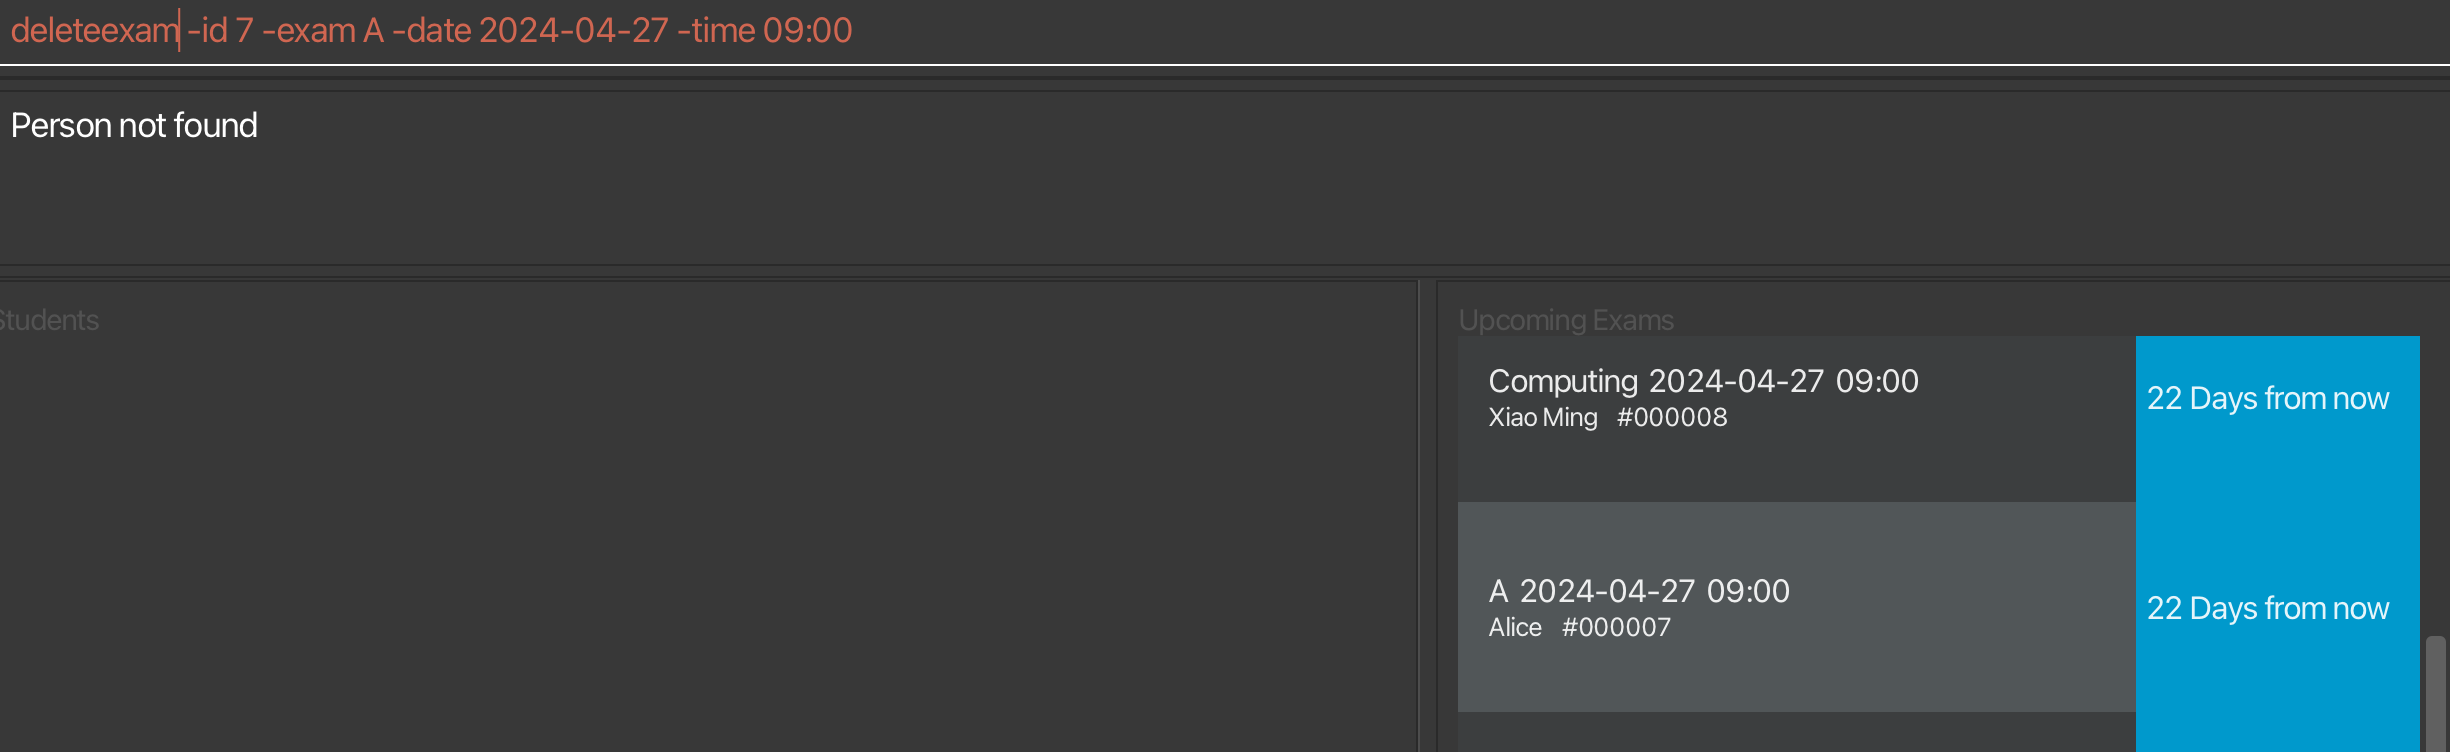 deleteexam -id 7 -exam A -date 2024-04-27 -time 09:00
Person not found
Students
Upcoming Exams
Computing 2024-04-27 09:00
Xiao Ming #000008
22 Days from now
A 2024-04-27 09:00
Alice #000007
22 Days from now